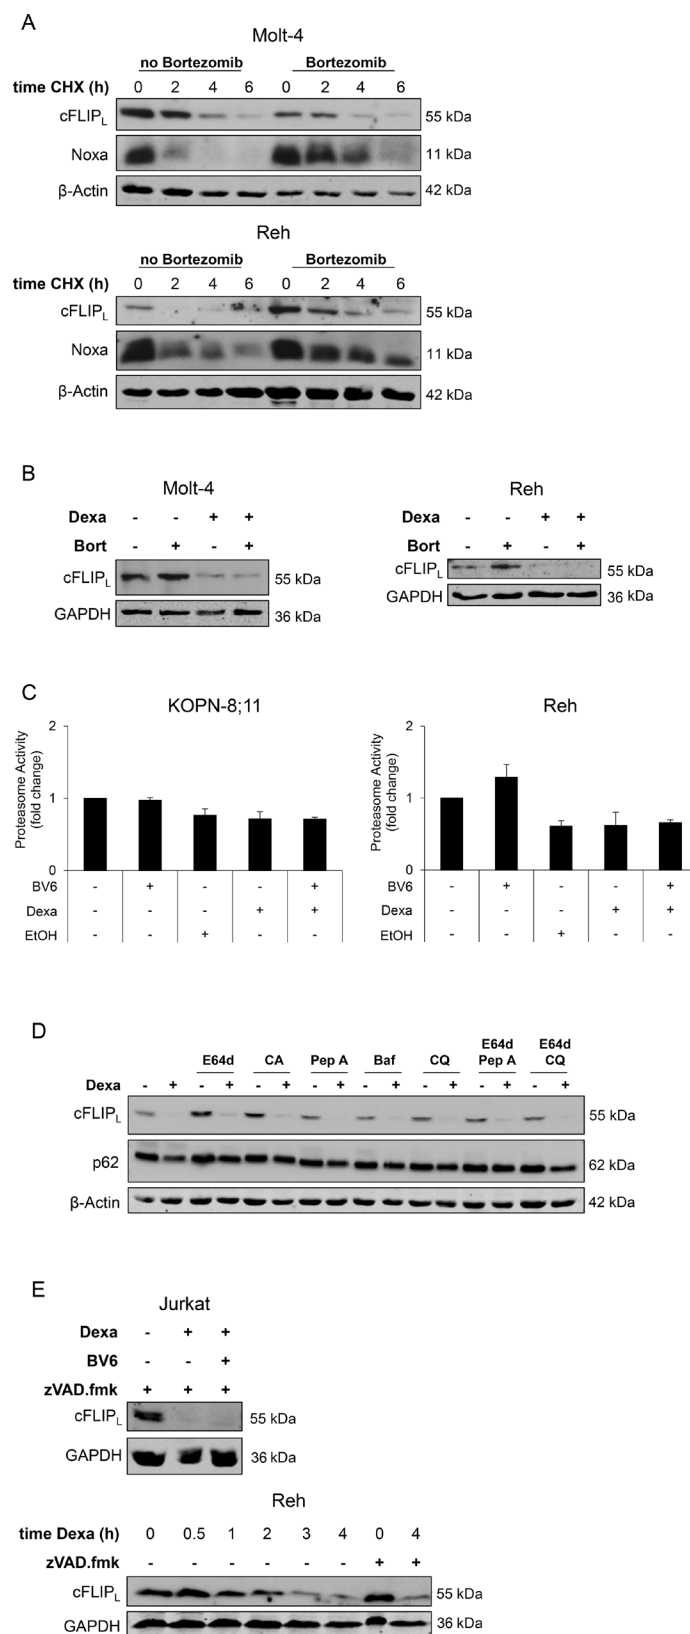 A
Molt-4
no Bortezomib Bortezomib
time CHX (h) 0 2 4 6 0 2 4 6
cFLIPL 55 kDa
Noxa 11 kDa
β-Actin 42 kDa
Reh
no Bortezomib Bortezomib
time CHX (h) 0 2 4 6 0 2 4 6
cFLIPL 55 kDa
Noxa 11 kDa
β-Actin 42 kDa
B
Molt-4
Dexa - - + +
Bort - + - +
cFLIPL 55 kDa
GAPDH 36 kDa
Reh
Dexa - - + +
Bort - + - +
cFLIPL 55 kDa
GAPDH 36 kDa
C
KOPN-8;11
Proteasome Activity
(fold change)
2
1
0
BV6 - + - - +
Dexa - - - + +
EtOH - - + - -
Reh
Proteasome Activity
(fold change)
2
1
0
BV6 - + - - +
Dexa - - - + +
EtOH - - + - -
D
E64d CA Pep A Baf CQ E64d Pep A E64d CQ
Dexa - + - + - + - + - + - + - + - +
cFLIPL 55 kDa
p62 62 kDa
β-Actin 42 kDa
E
Jurkat
Dexa - + +
BV6 - - +
zVAD.fmk + + +
cFLIPL 55 kDa
GAPDH 36 kDa
Reh
time Dexa (h) 0 0.5 1 2 3 4 0 4
zVAD.fmk - - - - - - + +
cFLIPL 55 kDa
GAPDH 36 kDa